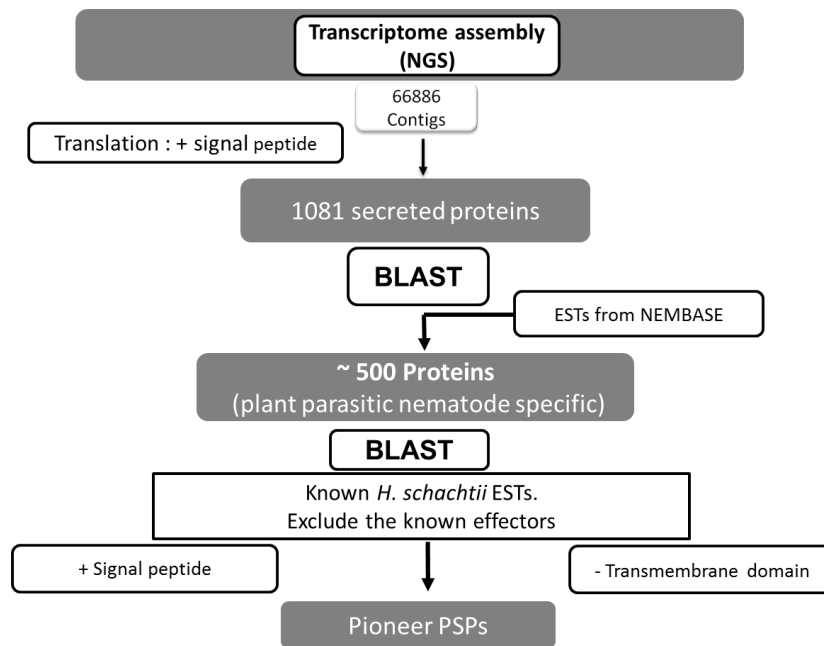 Transcriptome assembly
(NGS)
66886
Contigs
Translation : + signal peptide
1081 secreted proteins
BLAST
ESTs from NEMBASE
~ 500 Proteins
(plant parasitic nematode specific)
BLAST
Known H. schachtii ESTs.
Exclude the known effectors
+ Signal peptide
- Transmembrane domain
Pioneer PSPs